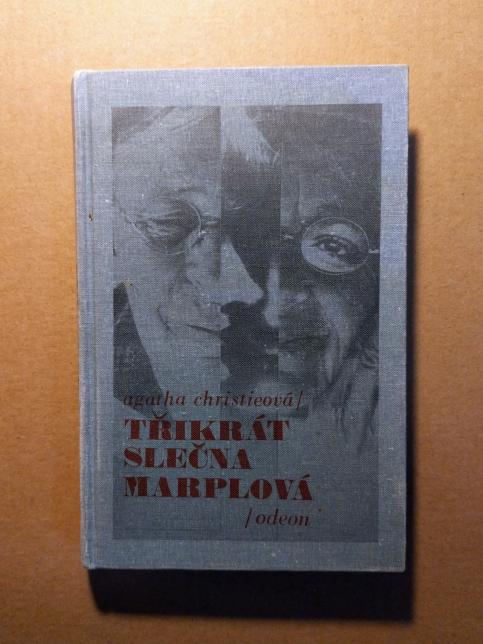 agatha christieová/
TŘIKRÁT
SLEČNA
MARPLOVÁ
/odeon